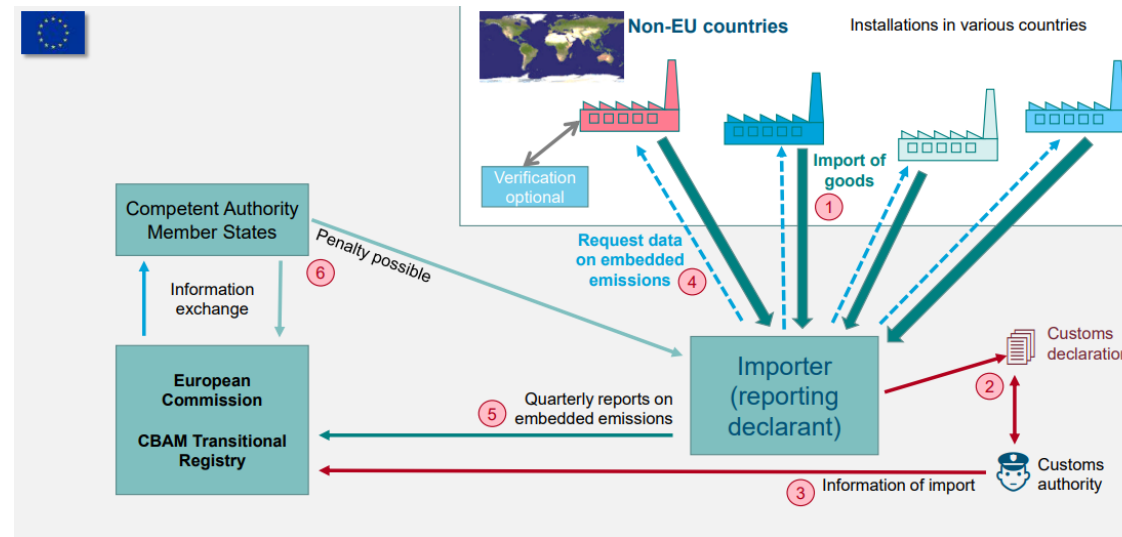 Non-EU countries
Installations in various countries
Verification
optional
Import of
goods
1
Request data
on embedded
emissions
4
Competent Authority
Member States
Penalty possible
6
Information
exchange
European
Commission
CBAM Transitional
Registry
Importer
(reporting
declarant)
Customs
declaration
2
Quarterly reports on
embedded emissions
5
Customs
authority
3
Information of import